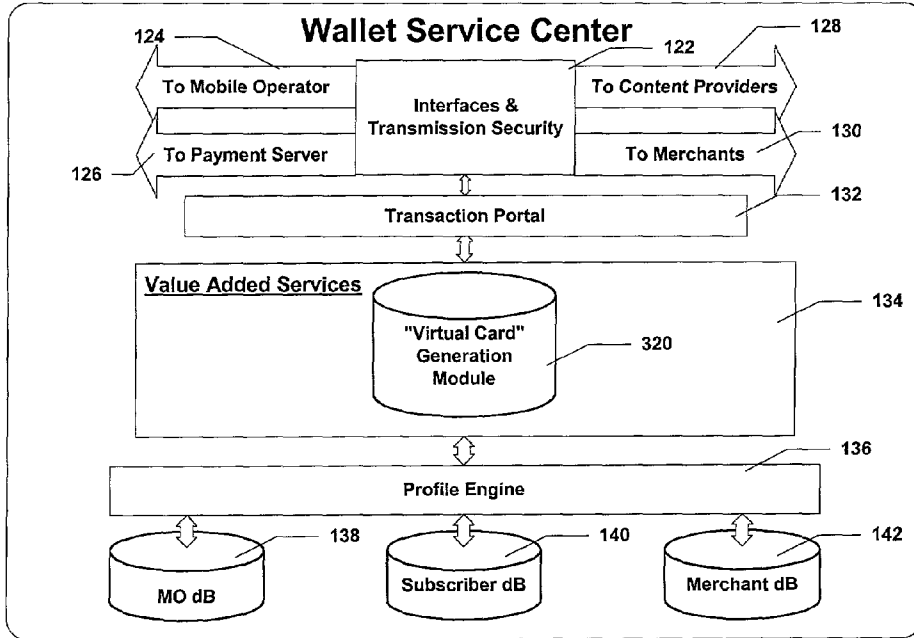 Wallet Service Center
124
122
128
To Mobile Operator
Interfaces &
Transmission Security
To Content Providers
To Payment Server
To Merchants
126
130
Transaction Portal
132
Value Added Services
134
"Virtual Card"
Generation
Module
320
136
Profile Engine
138
140
142
MO dB
Subscriber dB
Merchant dB